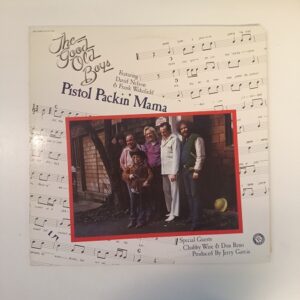 The
Good
Old
Boys
Featuring
David Nelson
& Frank Wakefield
Pistol Packin Mama
Special Guests
Chubby Wise & Don Reno
Produced By Jerry Garcia